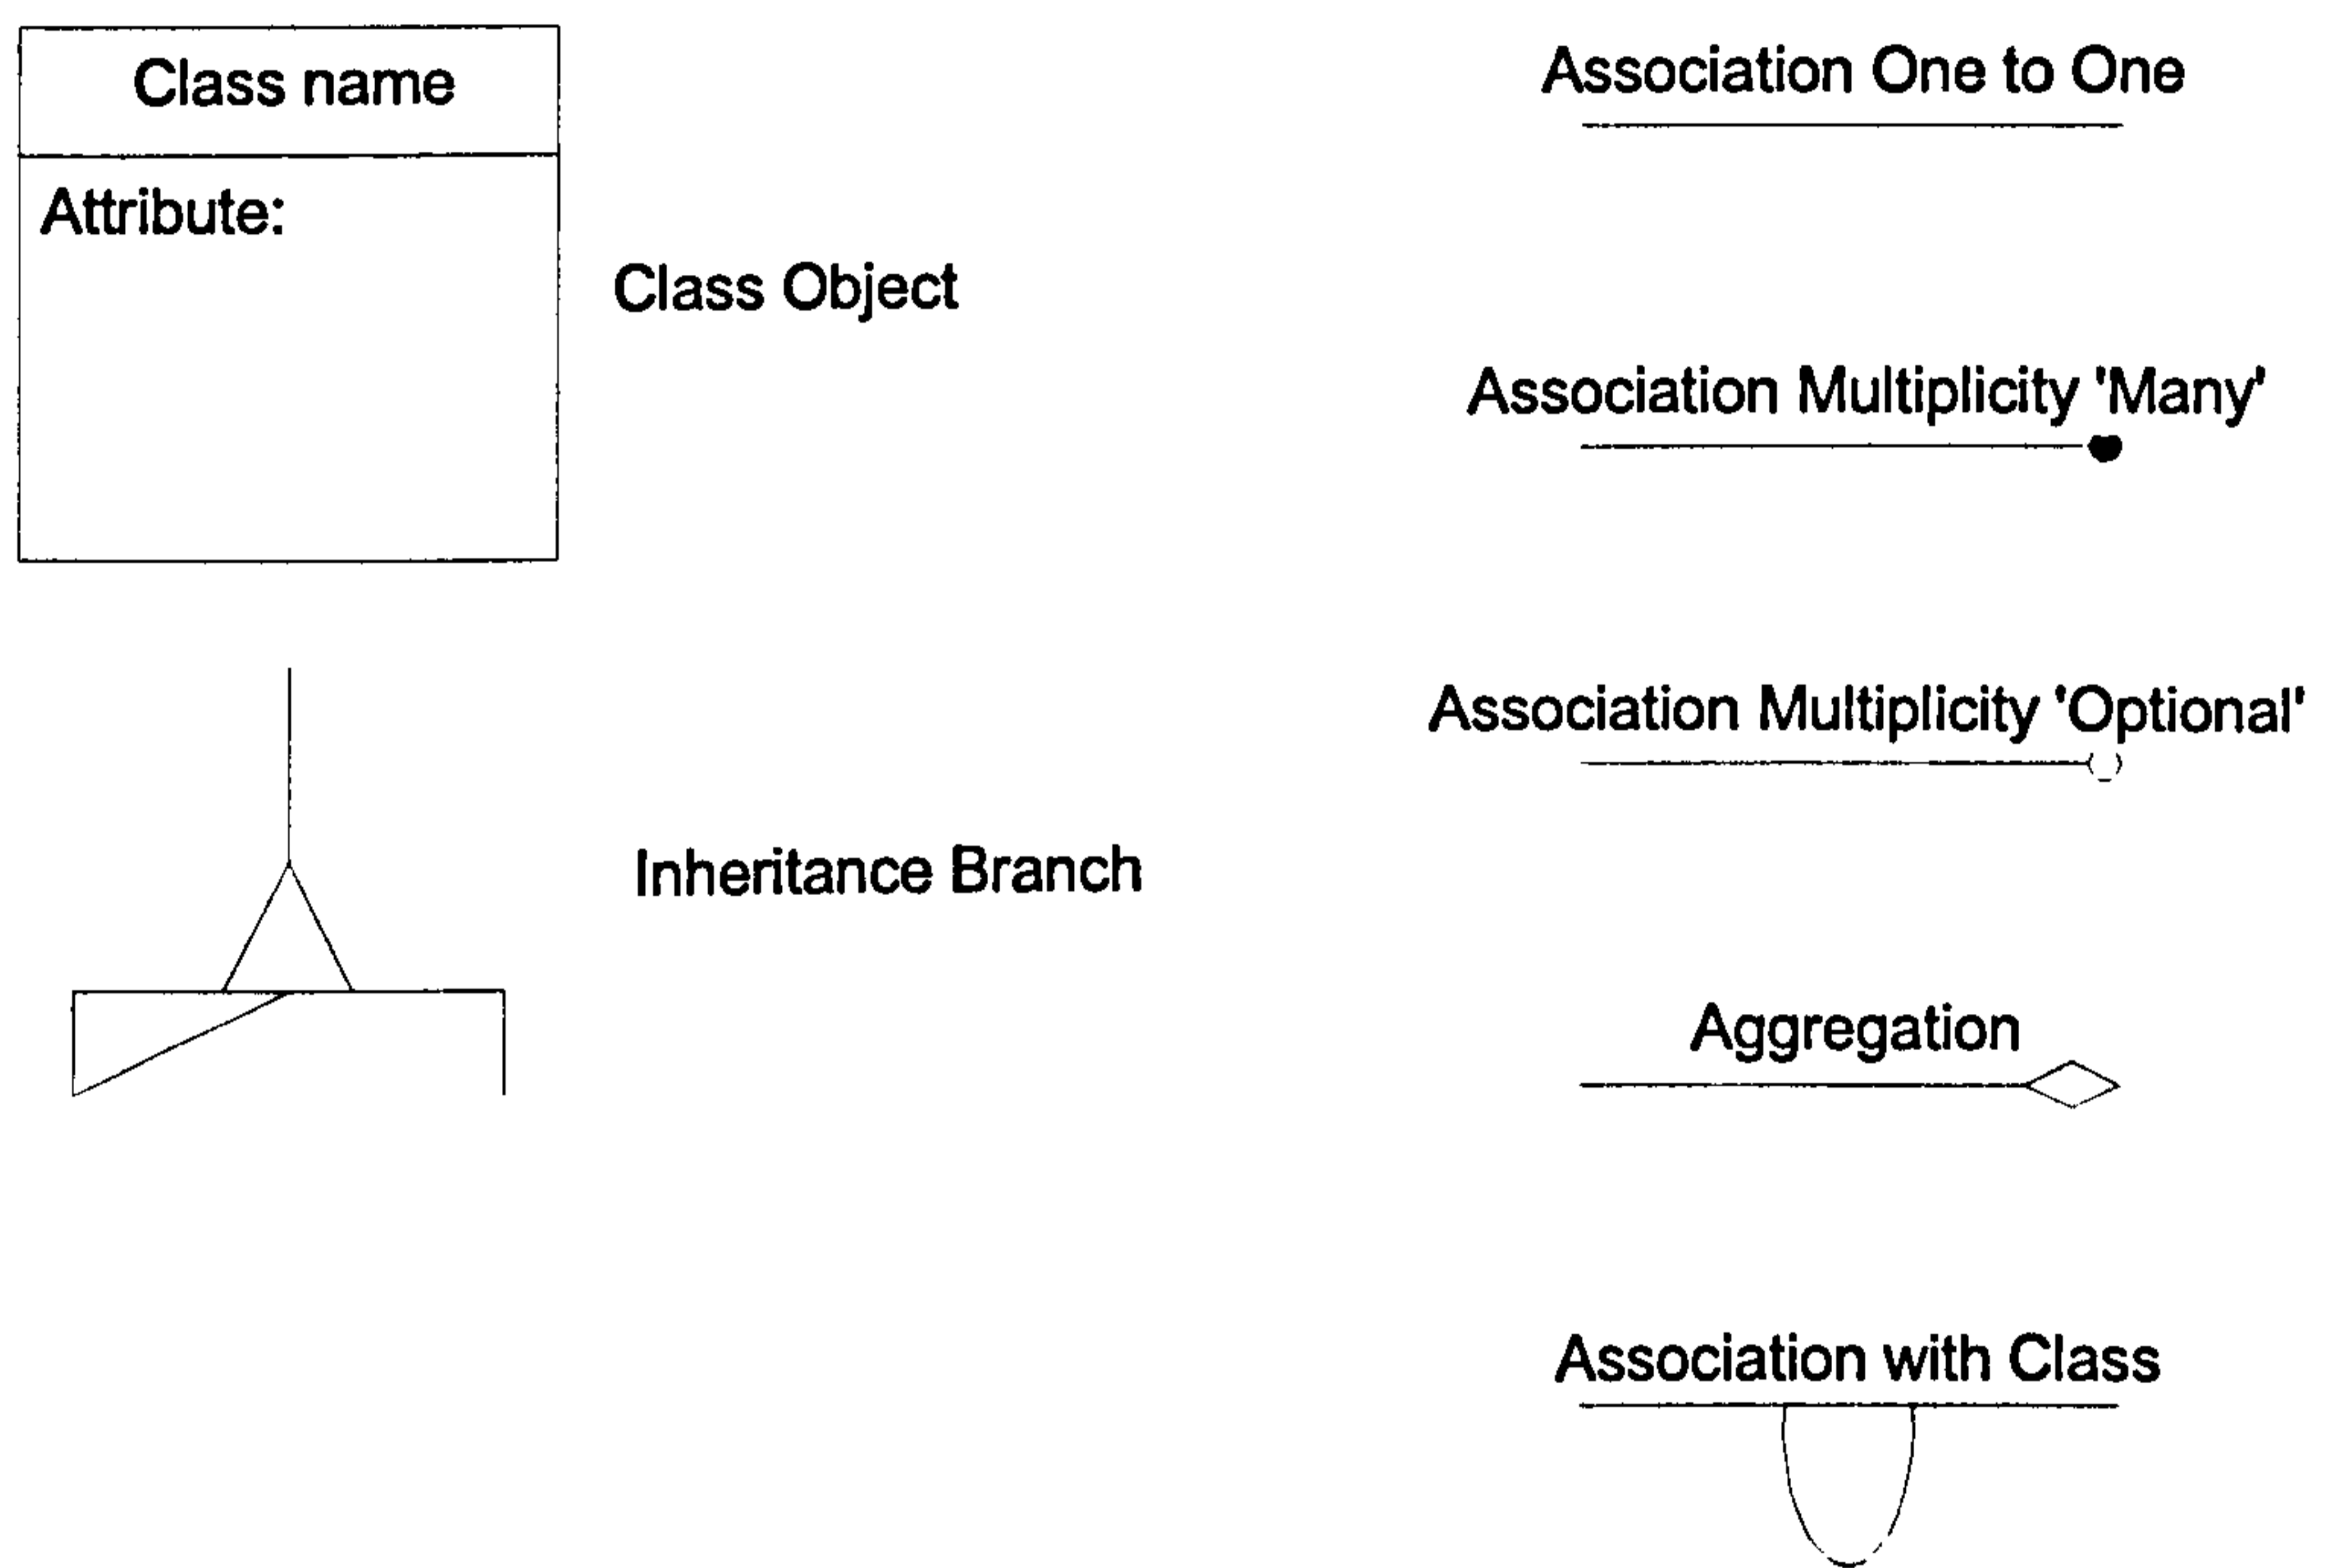 Class name
Attribute:
Class Object
Inheritance Branch
Association One to One
Association Multiplicity 'Many'
Association Multiplicity 'Optional'
Aggregation
Association with Class